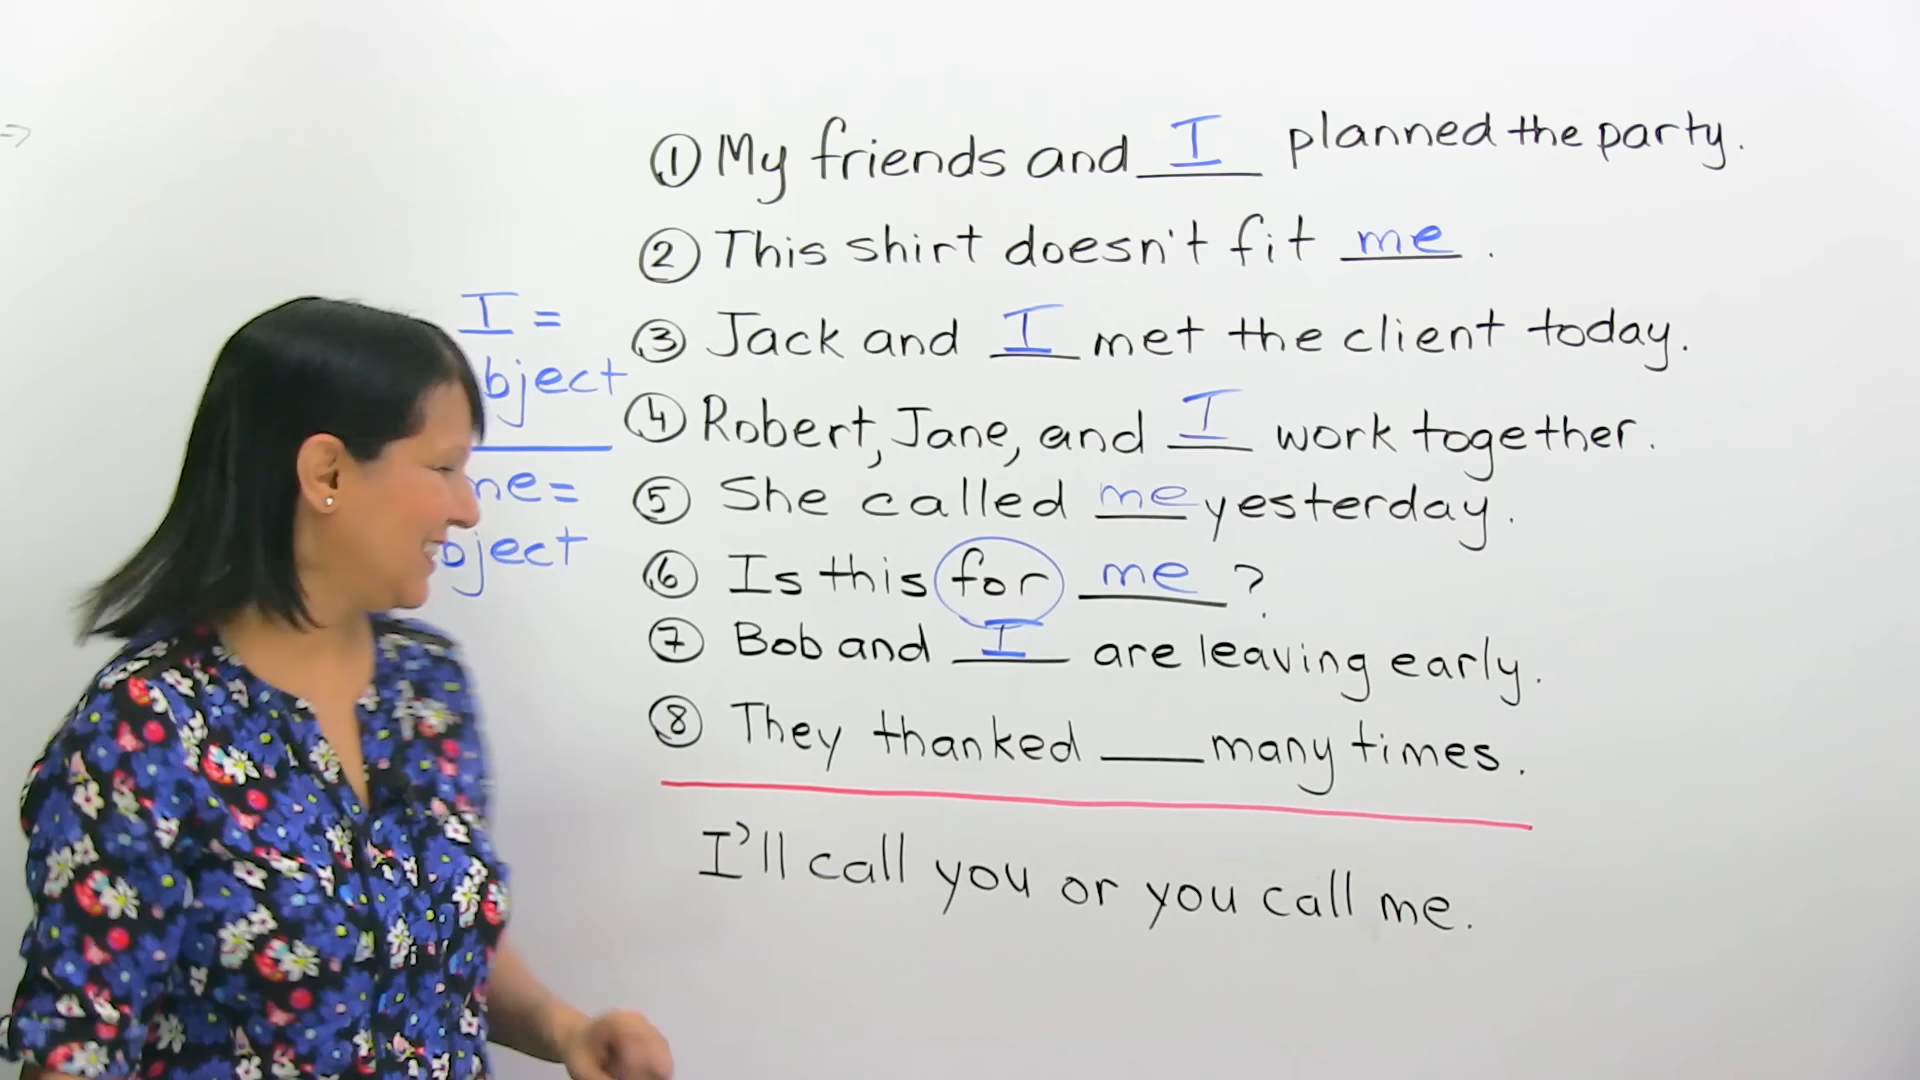 I =
bject
me=
bject
① My friends and I planned the party.
② This shirt doesn't fit me.
③ Jack and I met the client today.
④ Robert, Jane, and I work together.
⑤ She called me yesterday.
⑥ Is this for me?
⑦ Bob and I are leaving early.
⑧ They thanked ___ many times.
I'll call you or you call me.